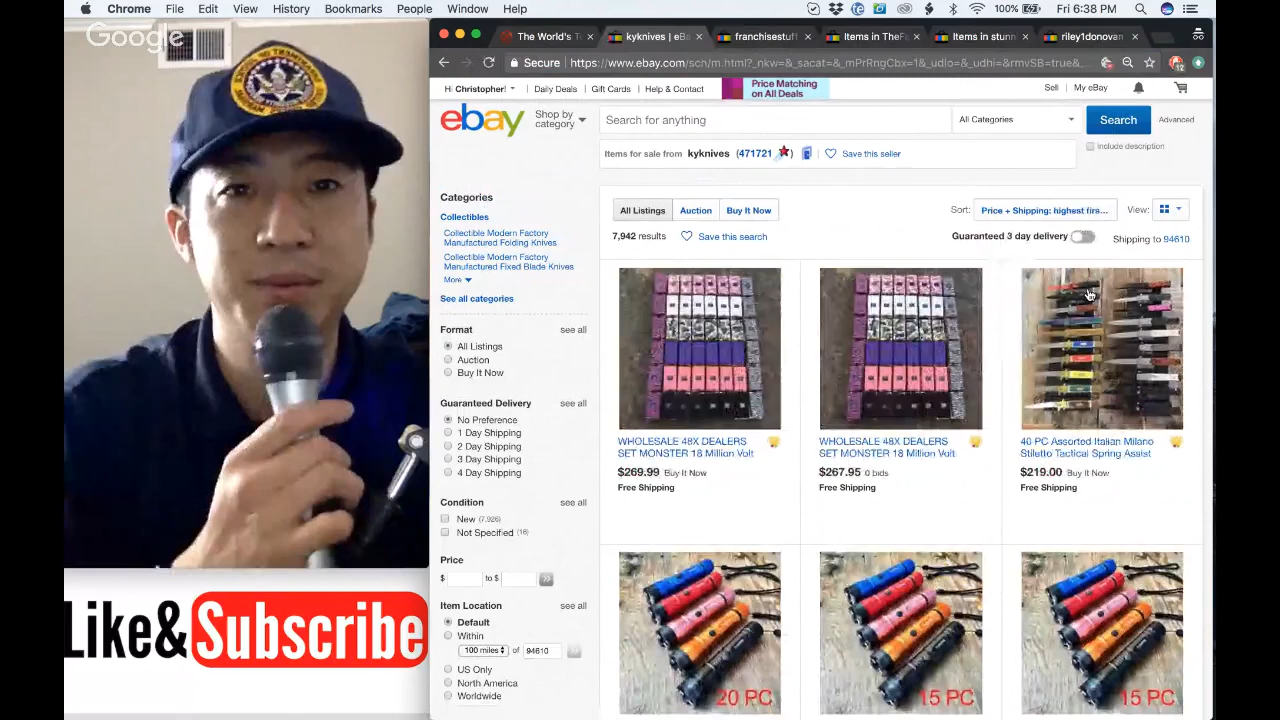 Chrome File Edit View History Bookmarks People Window Help 100% Fri 6:38 PM
Google
The World's T
kyknives | eBa
franchisestuf
Items in TheFe
Items in stunn
riley1donovan
Secure https://www.ebay.com/sch/m.html?_nkw=&_sacat=&_mPrRngCbx=1&_udlo=&_udhi=&rmvSB=true&_
12
Hi Christopher! Daily Deals Gift Cards Help & Contact
Price Matching
on All Deals
Sell My eBay
ebay
Shop by
category
Search for anything
All Categories
Search
Advanced
Include description
Items for sale from kyknives (471721 )
Save this seller
Categories
Collectibles
Collectible Modern Factory
Manufactured Folding Knives
Collectible Modern Factory
Manufactured Fixed Blade Knives
More
See all categories
Format see all
All Listings
Auction
Buy It Now
Guaranteed Delivery see all
No Preference
1 Day Shipping
2 Day Shipping
3 Day Shipping
4 Day Shipping
Condition see all
New (7,926)
Not Specified (16)
Price
$ to $
Item Location see all
Default
Within
100 miles of 94610
US Only
North America
Worldwide
All Listings Auction Buy It Now
Sort: Price + Shipping: highest firs...
View:
7,942 results
Save this search
Guaranteed 3 day delivery
Shipping to 94610
WHOLESALE 48X DEALERS
SET MONSTER 18 Million Volt
$269.99 Buy It Now
Free Shipping
WHOLESALE 48X DEALERS
SET MONSTER 18 Million Volt
$267.95 0 bids
Free Shipping
40 PC Assorted Italian Milano
Stiletto Tactical Spring Assist
$219.00 Buy It Now
Free Shipping
20 PC
15 PC
15 PC
Like& Subscribe